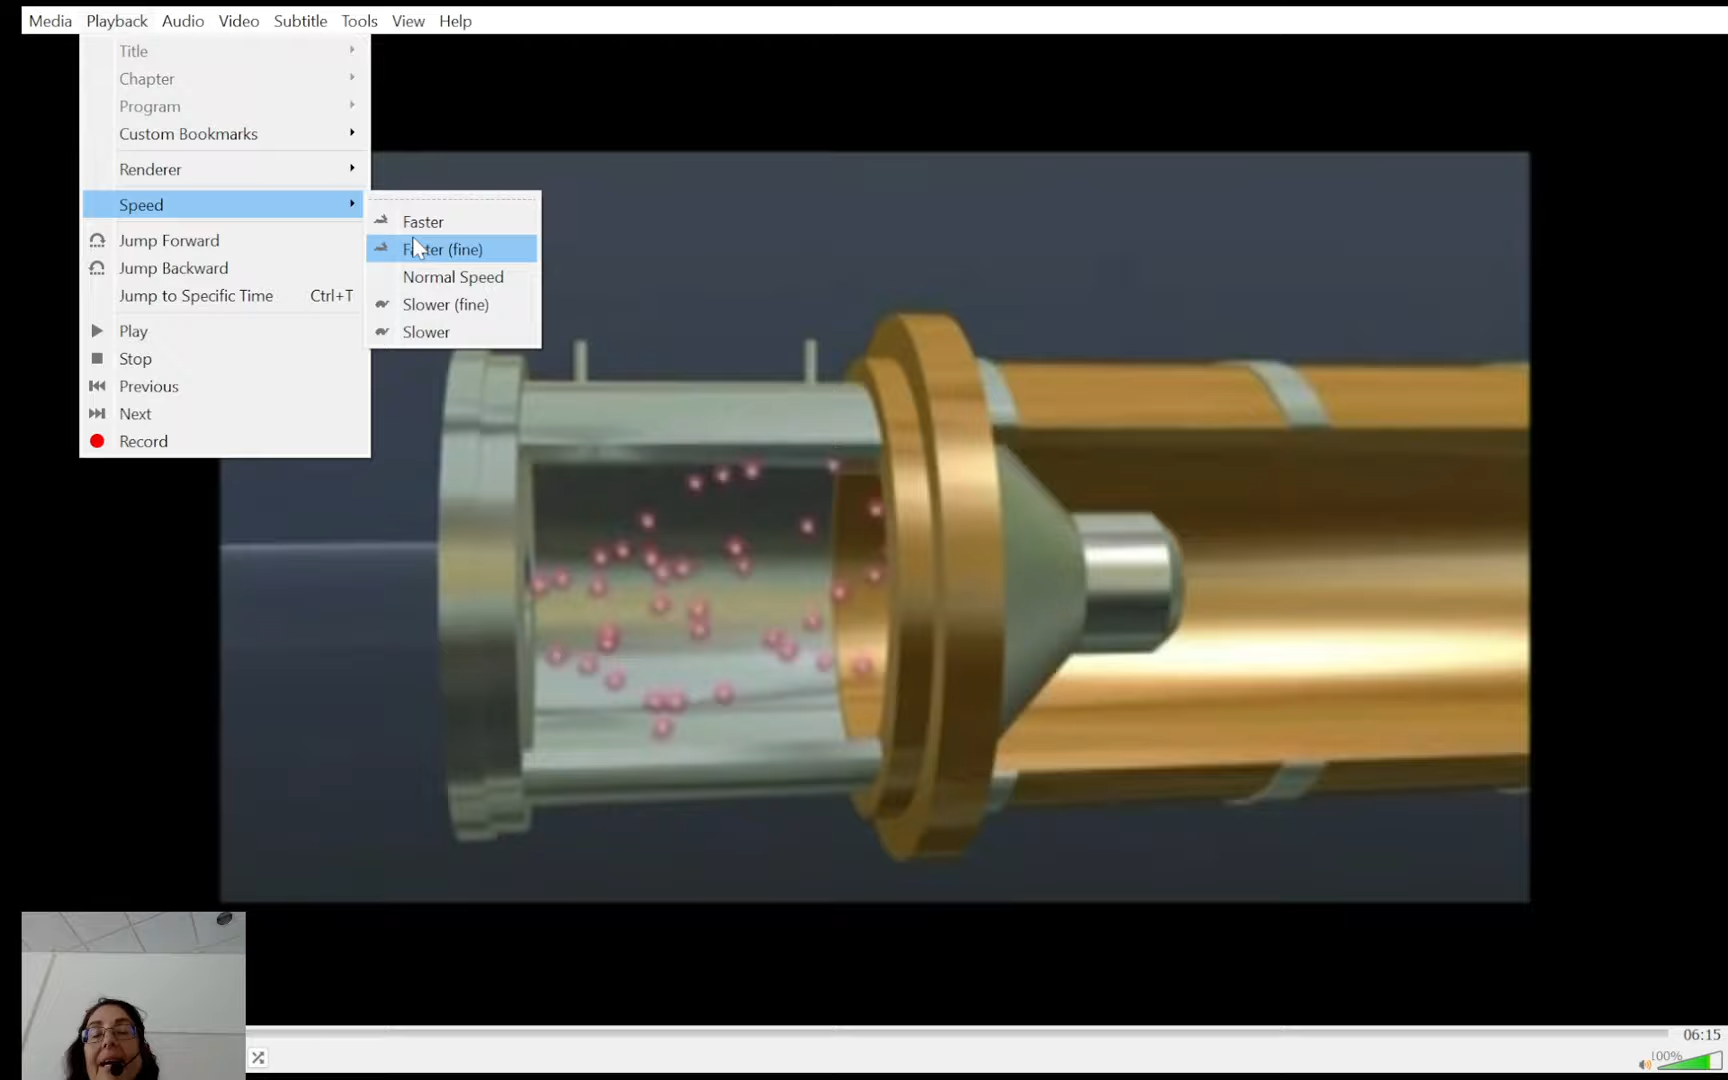 Media Playback Audio Video Subtitle Tools View Help
Title
Chapter
Program
Custom Bookmarks
Renderer
Speed
Jump Forward
Jump Backward
Jump to Specific Time Ctrl+T
Play
Stop
Previous
Next
Record
Faster
Faster (fine)
Normal Speed
Slower (fine)
Slower
06:15
100%